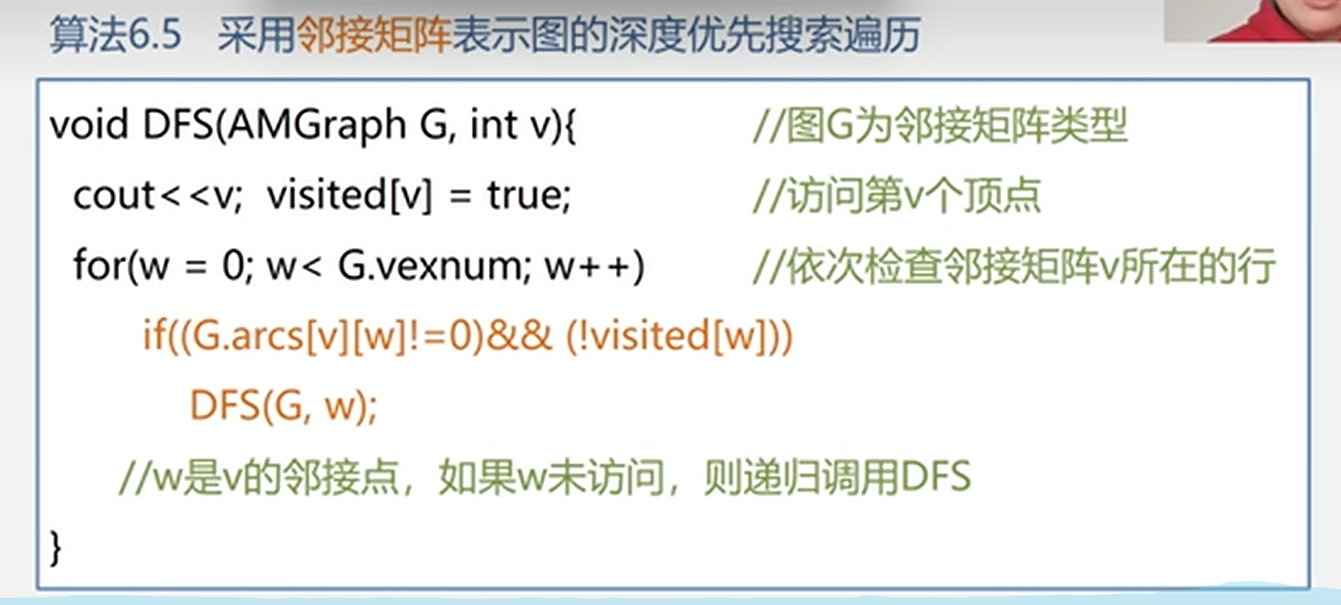 算法6.5 采用邻接矩阵表示图的深度优先搜索遍历
void DFS(AMGraph G, int v){ //图G为邻接矩阵类型
cout<<v; visited[v] = true; //访问第v个顶点
for(w = 0; w< G.vexnum; w++) //依次检查邻接矩阵v所在的行
if((G.arcs[v][w]!=0)&& (!visited[w]))
DFS(G, w);
//w是v的邻接点，如果w未访问，则递归调用DFS
}